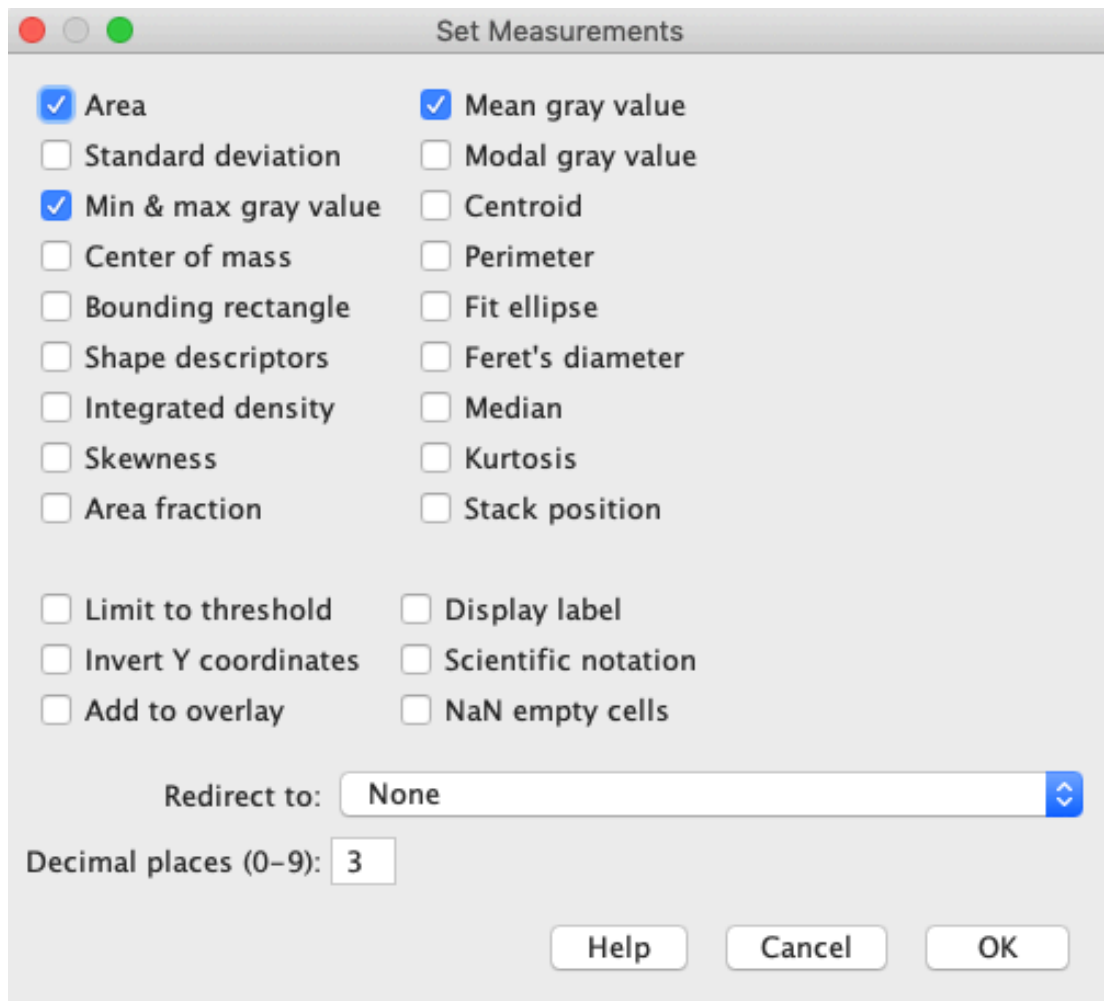 Set Measurements
Area Mean gray value
Standard deviation Modal gray value
Min & max gray value Centroid
Center of mass Perimeter
Bounding rectangle Fit ellipse
Shape descriptors Feret's diameter
Integrated density Median
Skewness Kurtosis
Area fraction Stack position
Limit to threshold Display label
Invert Y coordinates Scientific notation
Add to overlay NaN empty cells
Redirect to: None
Decimal places (0–9): 3
Help Cancel OK